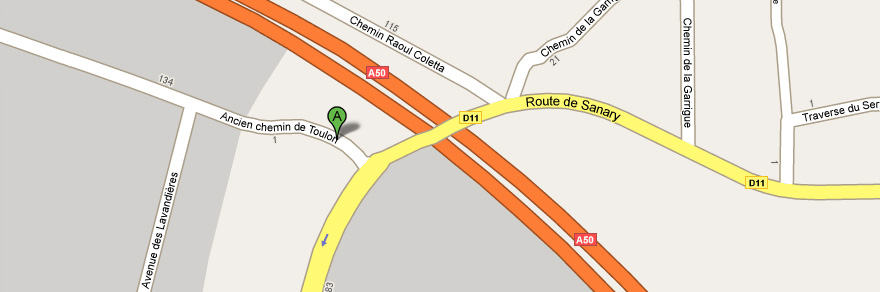 115
Chemin Raoul Coletta
Chemin de la Garri
21
Chemin de la Garrigue
A50
134
A
Ancien chemin de Toulon
1
D11
Route de Sanary
1
Traverse du Ser
1
D11
Avenue des Lavandières
A50
83